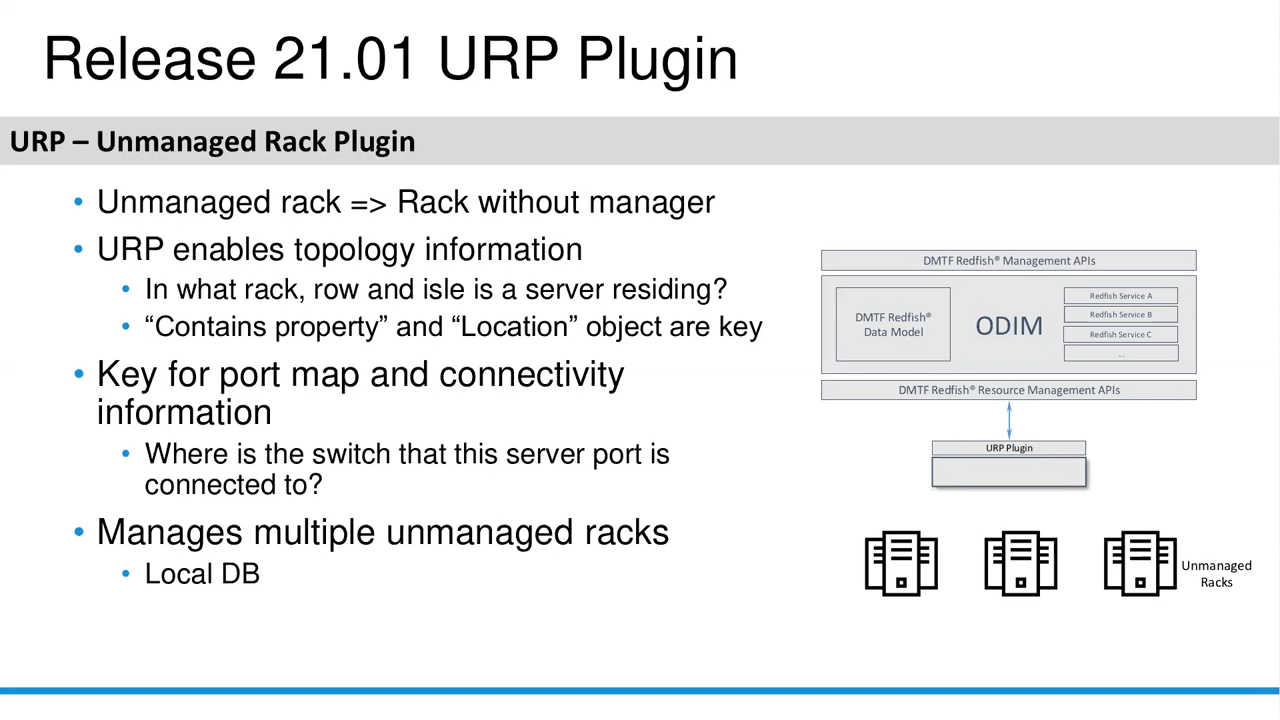 Release 21.01 URP Plugin
URP – Unmanaged Rack Plugin
• Unmanaged rack => Rack without manager
• URP enables topology information
• In what rack, row and isle is a server residing?
• “Contains property” and “Location” object are key
• Key for port map and connectivity
information
• Where is the switch that this server port is
connected to?
• Manages multiple unmanaged racks
• Local DB
DMTF Redfish® Management APIs
DMTF Redfish®
Data Model
ODIM
Redfish Service A
Redfish Service B
Redfish Service C
...
DMTF Redfish® Resource Management APIs
URP Plugin
Unmanaged
Racks